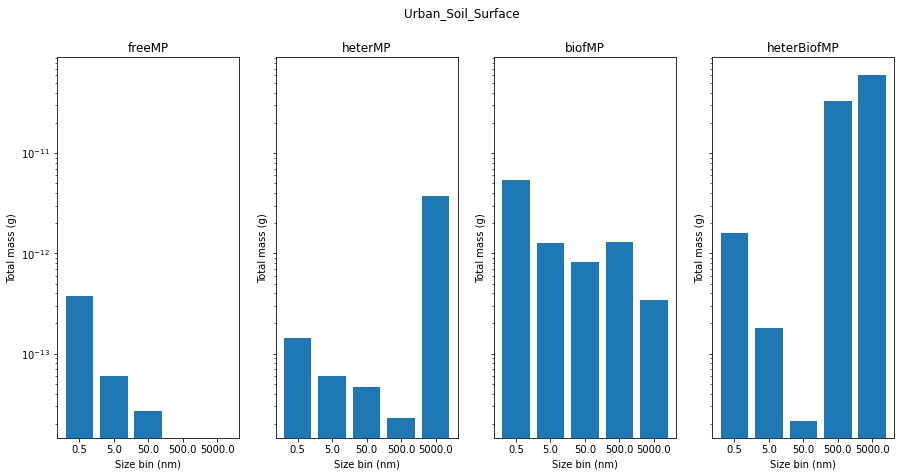 Urban_Soil_Surface
freeMP
heterMP
biofMP
heterBiofMP
Total mass (g)
10⁻¹¹
10⁻¹²
10⁻¹³
0.5 5.0 50.0 500.0 5000.0
Size bin (nm)
Total mass (g)
0.5 5.0 50.0 500.0 5000.0
Size bin (nm)
Total mass (g)
0.5 5.0 50.0 500.0 5000.0
Size bin (nm)
Total mass (g)
0.5 5.0 50.0 500.0 5000.0
Size bin (nm)